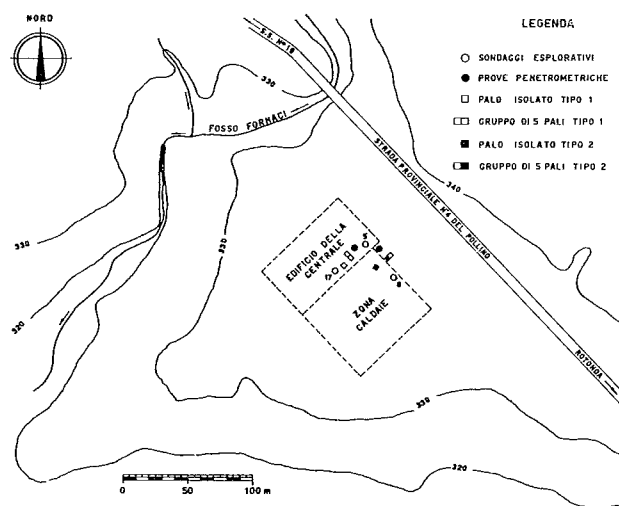 NORD
LEGENDA
SONDAGGI ESPLORATIVI
PROVE PENETROMETRICHE
PALO ISOLATO TIPO 1
GRUPPO DI 5 PALI TIPO 1
PALO ISOLATO TIPO 2
GRUPPO DI 5 PALI TIPO 2
S.S. N° 19
330
FOSSO FORNACI
STRADA PROVINCIALE N°4 DEL POLLINO
340
330
330
320
EDIFICIO DELLA
CENTRALE
S
S
ZONA
CALDAIE
ROTONDA
330
320
0 50 100 m